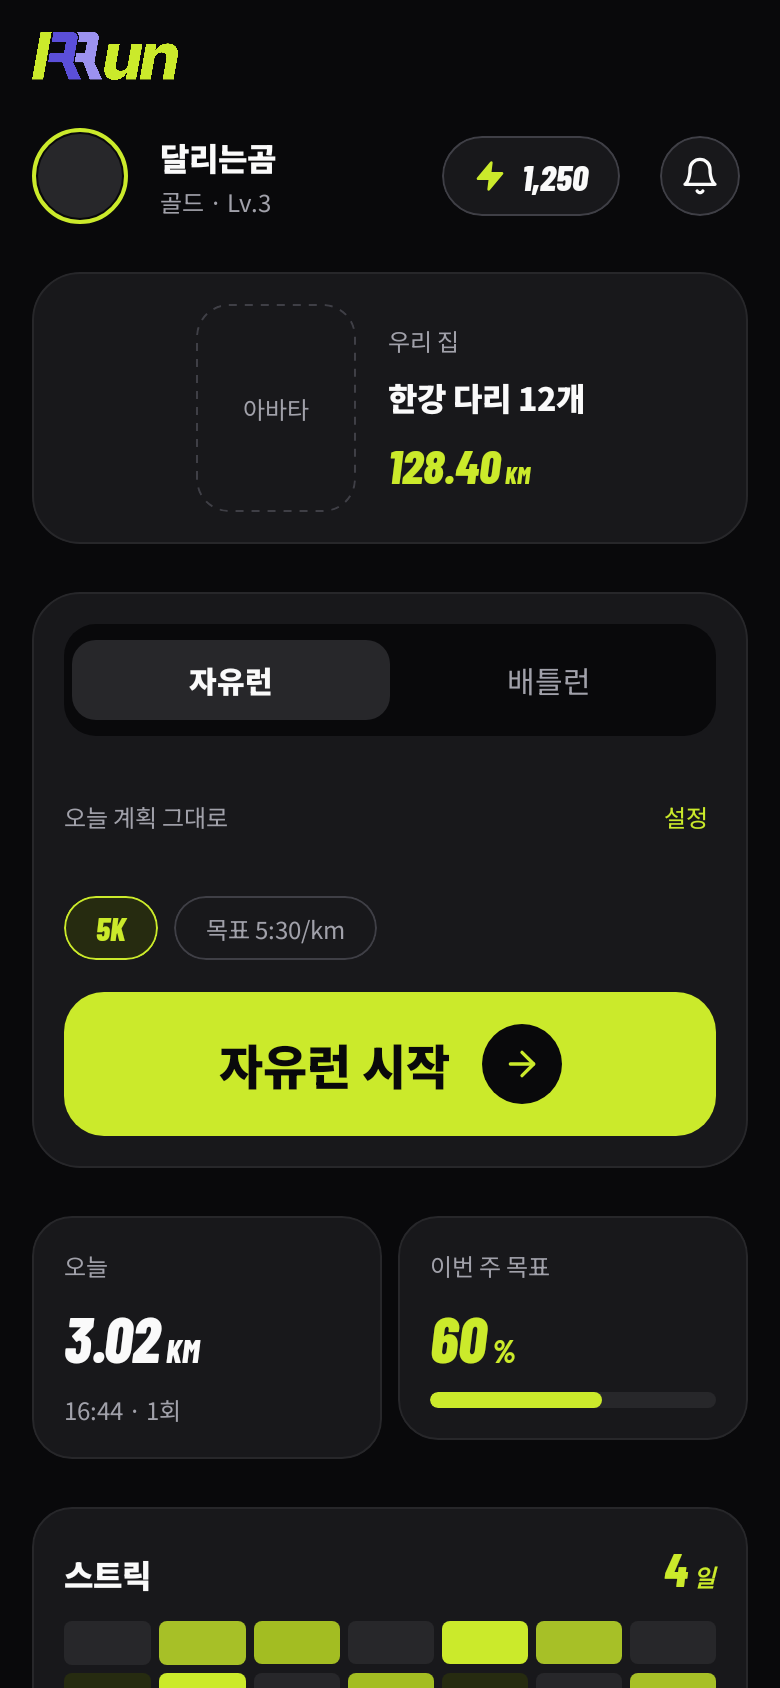 RRun
달리는곰
골드 · Lv.3
1,250
아바타
우리 집
한강 다리 12개
128.40 KM
자유런
배틀런
오늘 계획 그대로
설정
5K
목표 5:30/km
자유런 시작
오늘
3.02 KM
16:44 · 1회
이번 주 목표
60 %
스트릭
4 일